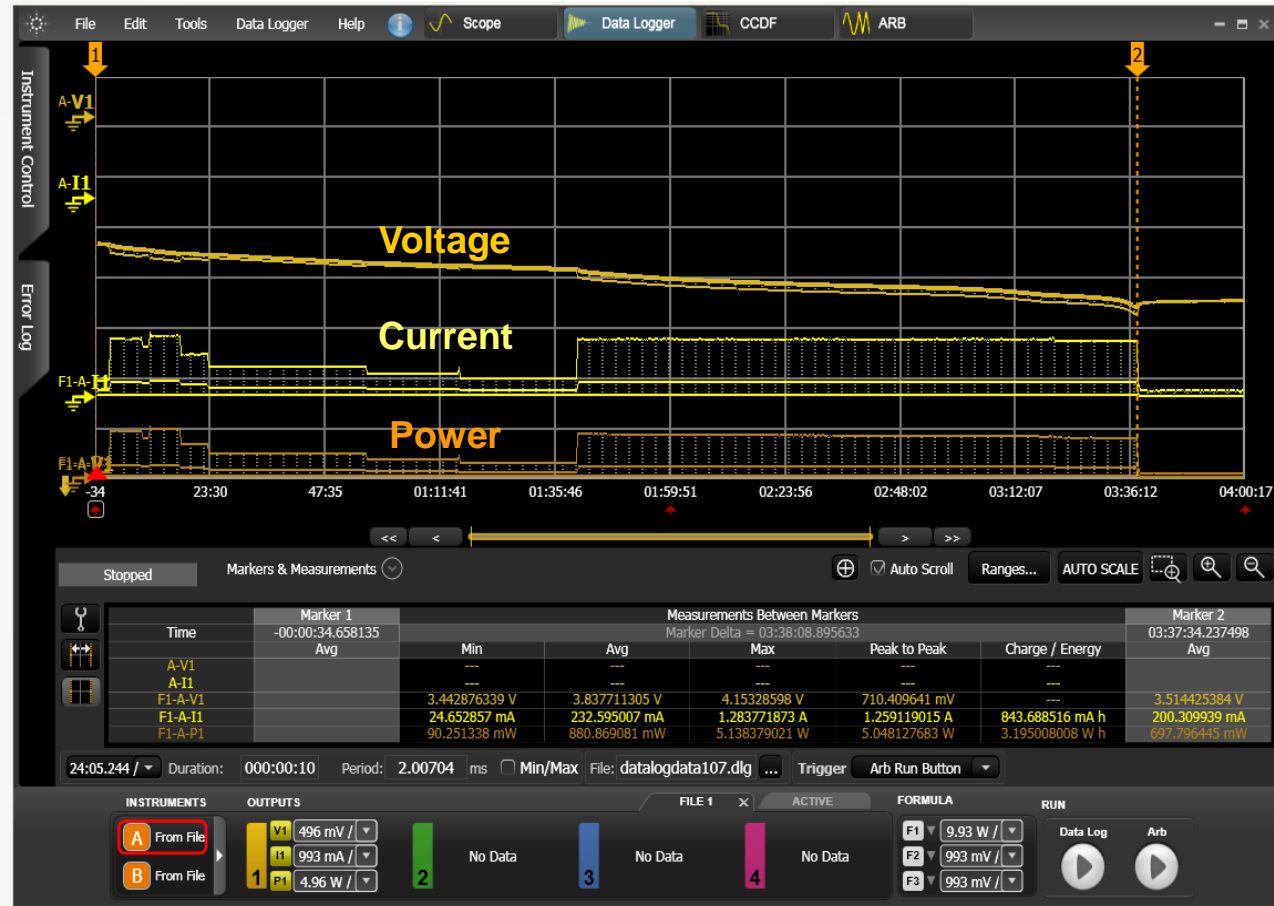 File Edit Tools Data Logger Help i Scope Data Logger CCDF ARB
Instrument Control
Error Log
1 2
A-V1
A-I1
Voltage
Current
F1-A-I1
Power
F1-A-V1
-34 23:30 47:35 01:11:41 01:35:46 01:59:51 02:23:56 02:48:02 03:12:07 03:36:12 04:00:17
<< < > >>
Stopped Markers & Measurements Auto Scroll Ranges... AUTO SCALE
Marker 1 Measurements Between Markers Marker 2
Time -00:00:34.658135 Marker Delta = 03:38:08.895633 03:37:34.237498
Avg Min Avg Max Peak to Peak Charge / Energy Avg
A-V1 --- --- --- --- ---
A-I1 --- --- --- --- ---
F1-A-V1 3.442876339 V 3.837711305 V 4.15328598 V 710.409641 mV --- 3.514425384 V
F1-A-I1 24.652857 mA 232.595007 mA 1.283771873 A 1.259119015 A 843.688516 mA h 200.309939 mA
F1-A-P1 90.251338 mW 880.869081 mW 5.138379021 W 5.048127683 W 3.195008008 W h 697.796445 mW
24:05.244 / Duration: 000:00:10 Period: 2.00704 ms Min/Max File: datalogdata107.dlg ... Trigger Arb Run Button
INSTRUMENTS OUTPUTS FILE 1 X ACTIVE FORMULA RUN
A From File V1 496 mV / F1 9.93 W / Data Log Arb
I1 993 mA / No Data No Data No Data F2 993 mV /
B From File 1 P1 4.96 W / 2 3 4 F3 993 mV /